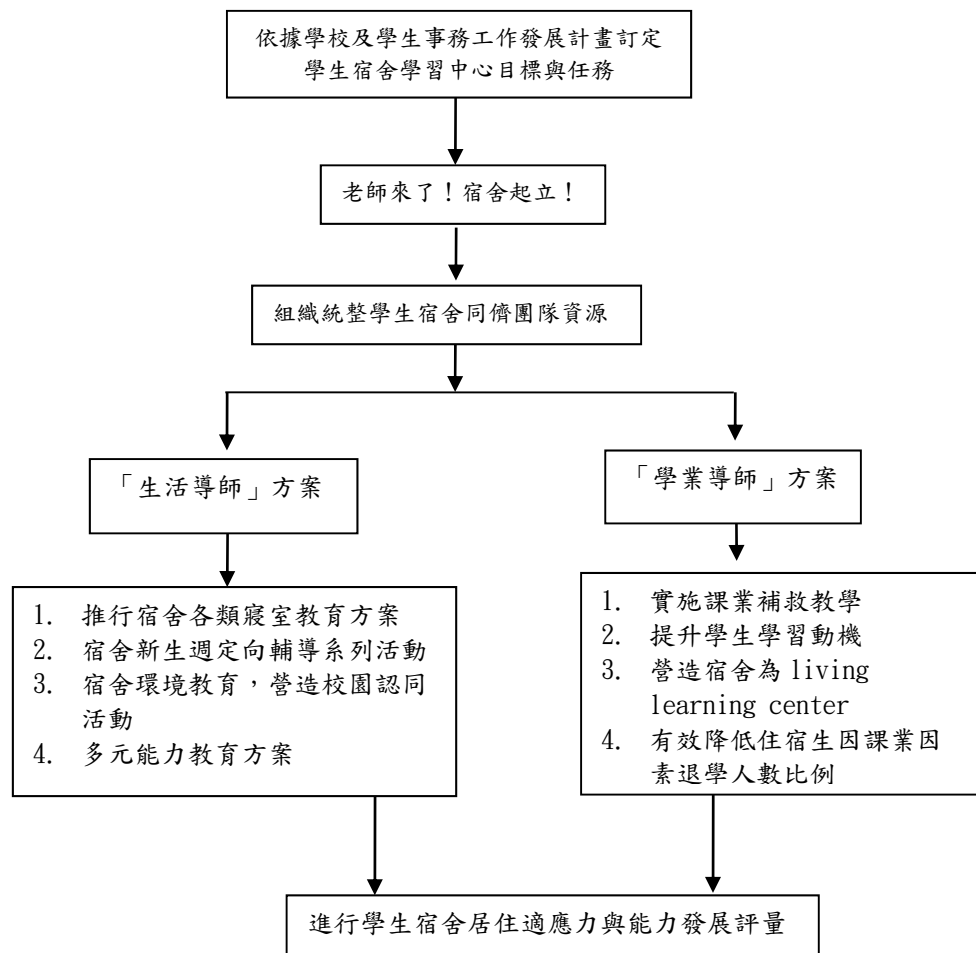 依據學校及學生事務工作發展計畫訂定
學生宿舍學習中心目標與任務
老師來了！宿舍起立！
組織統整學生宿舍同儕團隊資源
「生活導師」方案
「學業導師」方案
1. 推行宿舍各類寢室教育方案
2. 宿舍新生週定向輔導系列活動
3. 宿舍環境教育，營造校園認同
活動
4. 多元能力教育方案
1. 實施課業補救教學
2. 提升學生學習動機
3. 營造宿舍為 living
learning center
4. 有效降低住宿生因課業因
素退學人數比例
進行學生宿舍居住適應力與能力發展評量